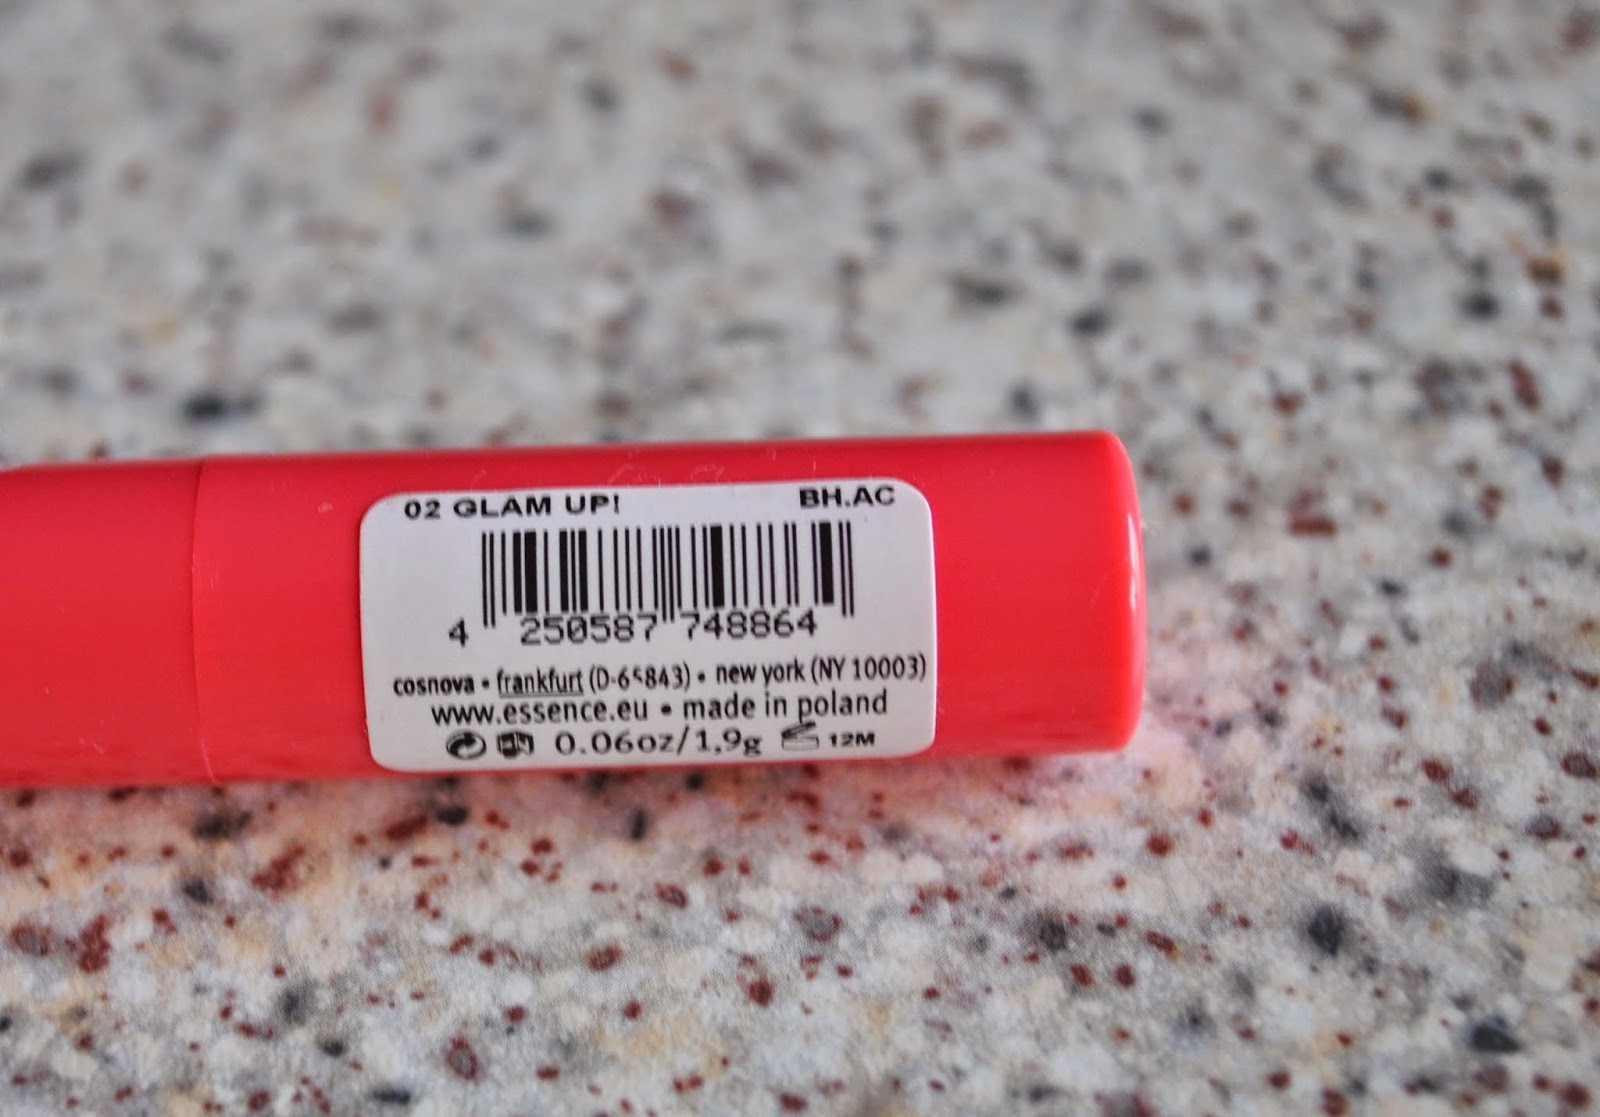 02 GLAM UP! BH.AC
4 250587 748864
cosnova • frankfurt (D-65843) • new york (NY 10003)
www.essence.eu • made in poland
0.06oz/1,9g 12M